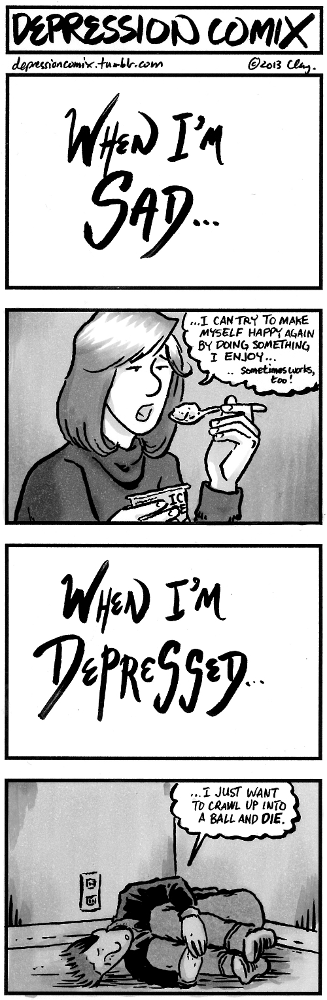 DEPRESSION COMIX
depressioncomix.tumblr.com ©2013 Clay.
WHEN I'M
SAD...
...I CAN TRY TO MAKE
MYSELF HAPPY AGAIN
BY DOING SOMETHING
I ENJOY...
.. sometimes works,
too!
IC
WHEN I'M
DEPRESSED...
...I JUST WANT
TO CRAWL UP INTO
A BALL AND DIE.